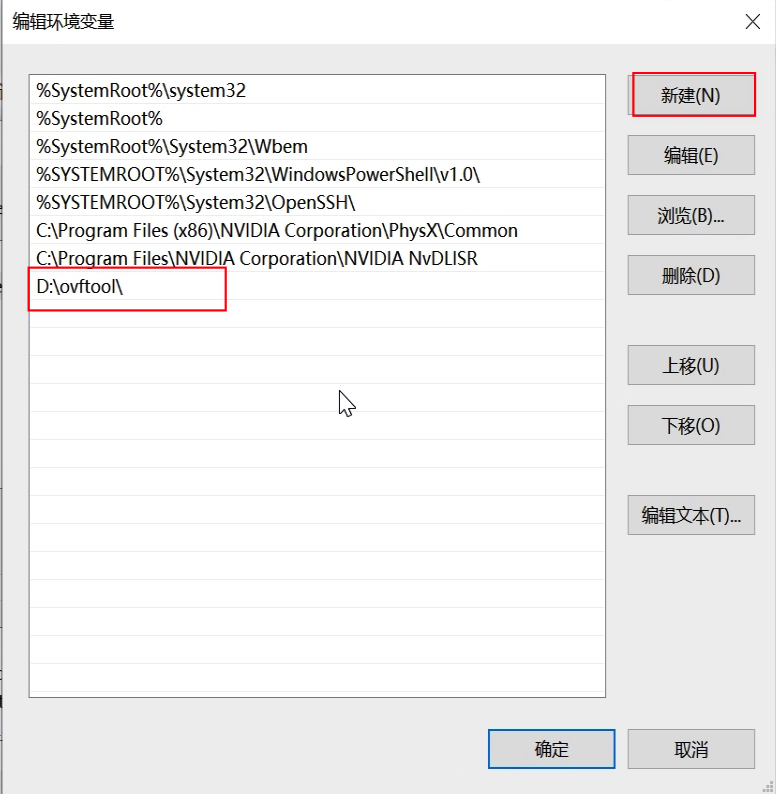 编辑环境变量
%SystemRoot%\system32
%SystemRoot%
%SystemRoot%\System32\Wbem
%SYSTEMROOT%\System32\WindowsPowerShell\v1.0\
%SYSTEMROOT%\System32\OpenSSH\
C:\Program Files (x86)\NVIDIA Corporation\PhysX\Common
C:\Program Files\NVIDIA Corporation\NVIDIA NvDLISR
D:\ovftool\
新建(N)
编辑(E)
浏览(B)...
删除(D)
上移(U)
下移(O)
编辑文本(T)...
确定
取消